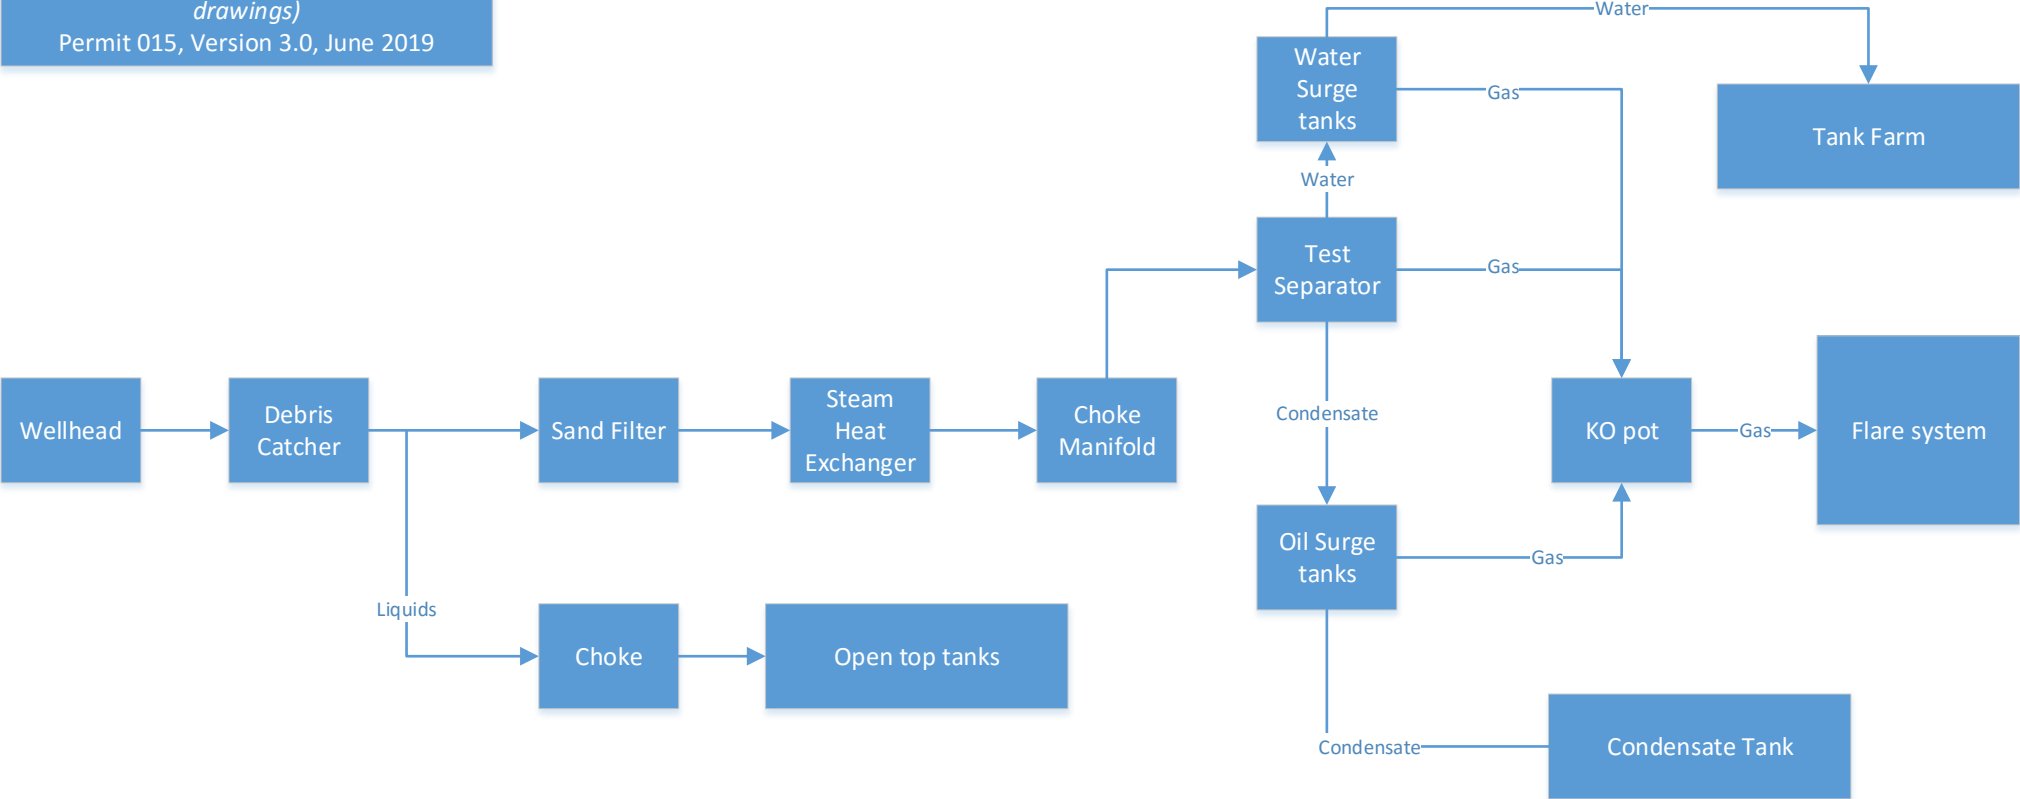 drawings)
Permit 015, Version 3.0, June 2019
Water
Water
Surge
tanks
Gas
Tank Farm
Water
Test
Separator
Gas
Wellhead
Debris
Catcher
Sand Filter
Steam
Heat
Exchanger
Choke
Manifold
Condensate
KO pot
Gas
Flare system
Oil Surge
tanks
Gas
Liquids
Choke
Open top tanks
Condensate
Condensate Tank